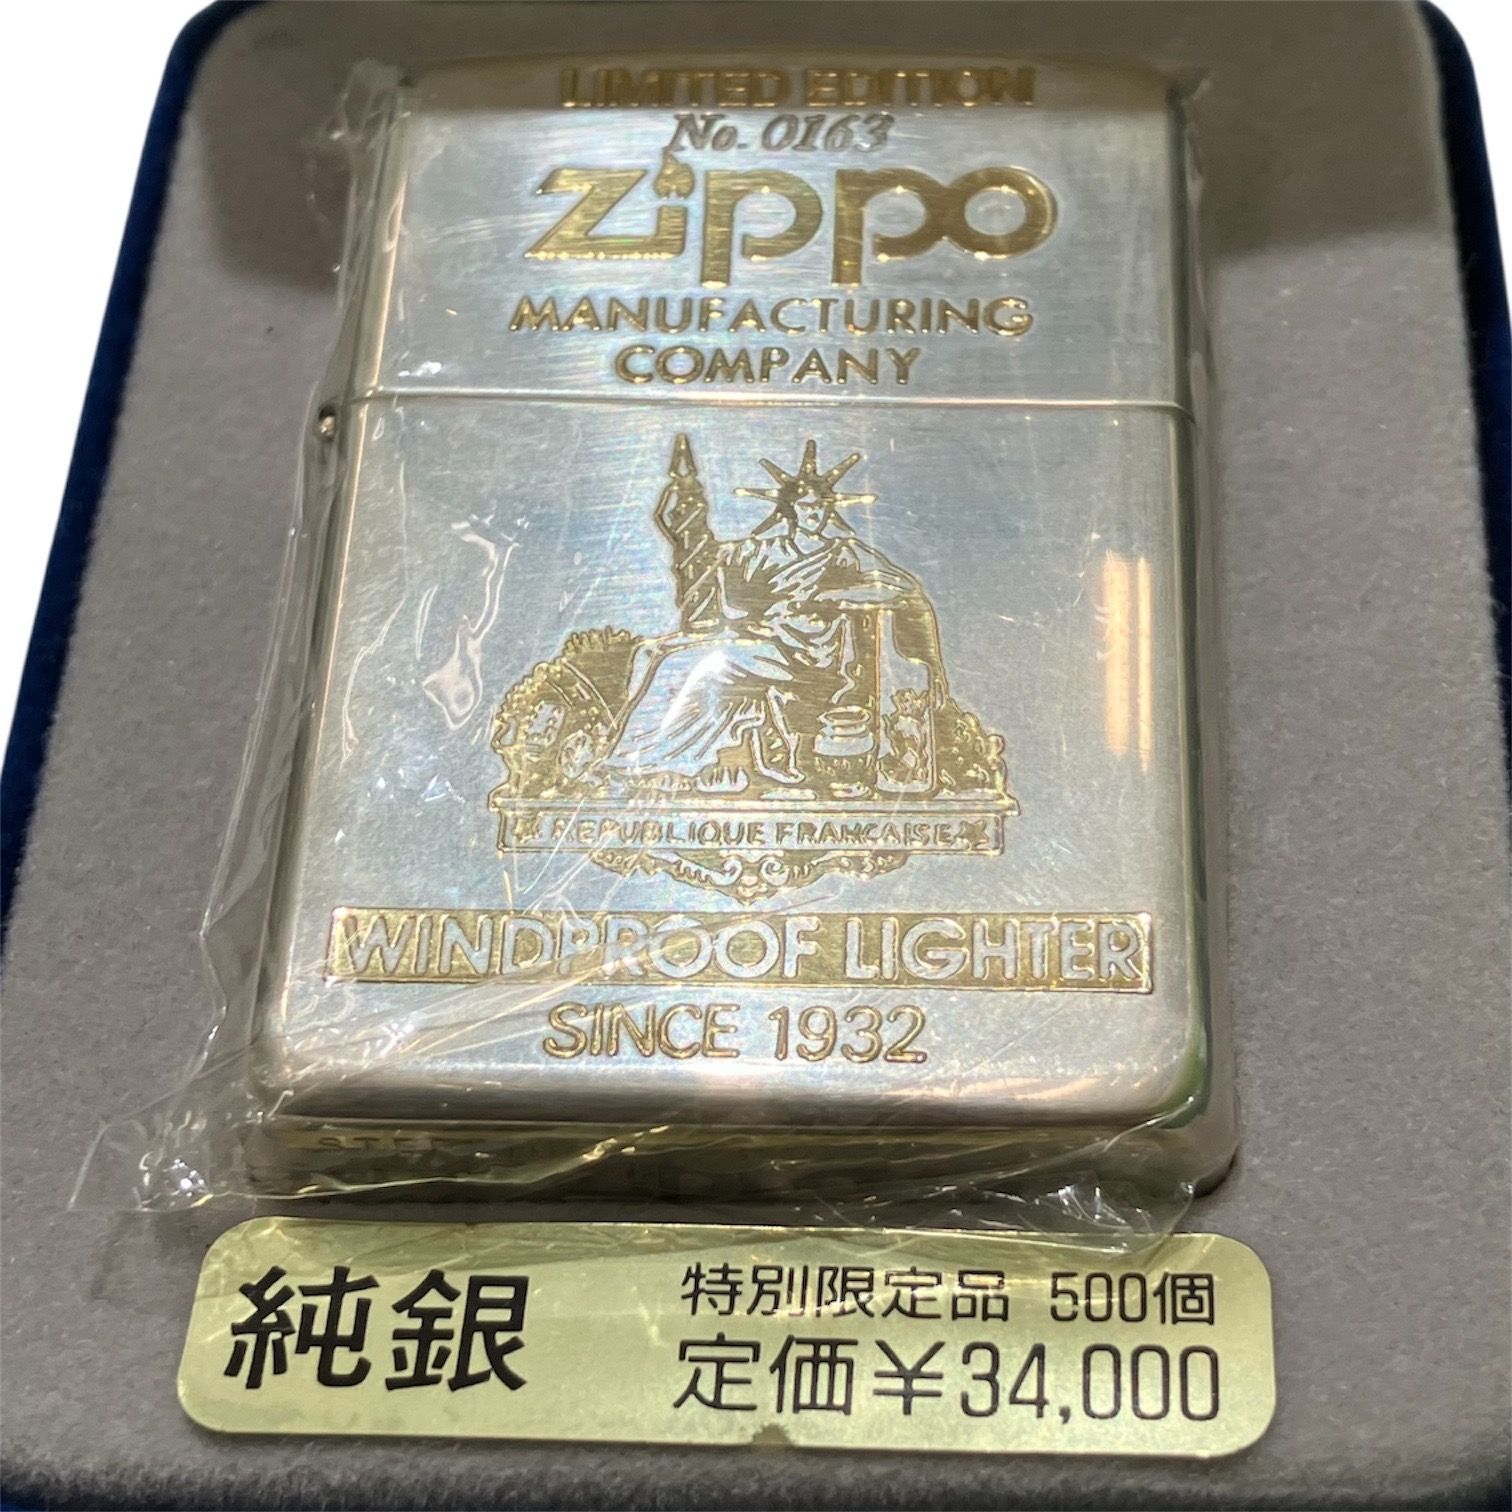 LIMITED EDITION
No. 0163
Zippo
MANUFACTURING
COMPANY
REPUBLIQUE FRANCAISE
WINDPROOF LIGHTER
SINCE 1932
純銀
特別限定品 500個
定価￥34,000